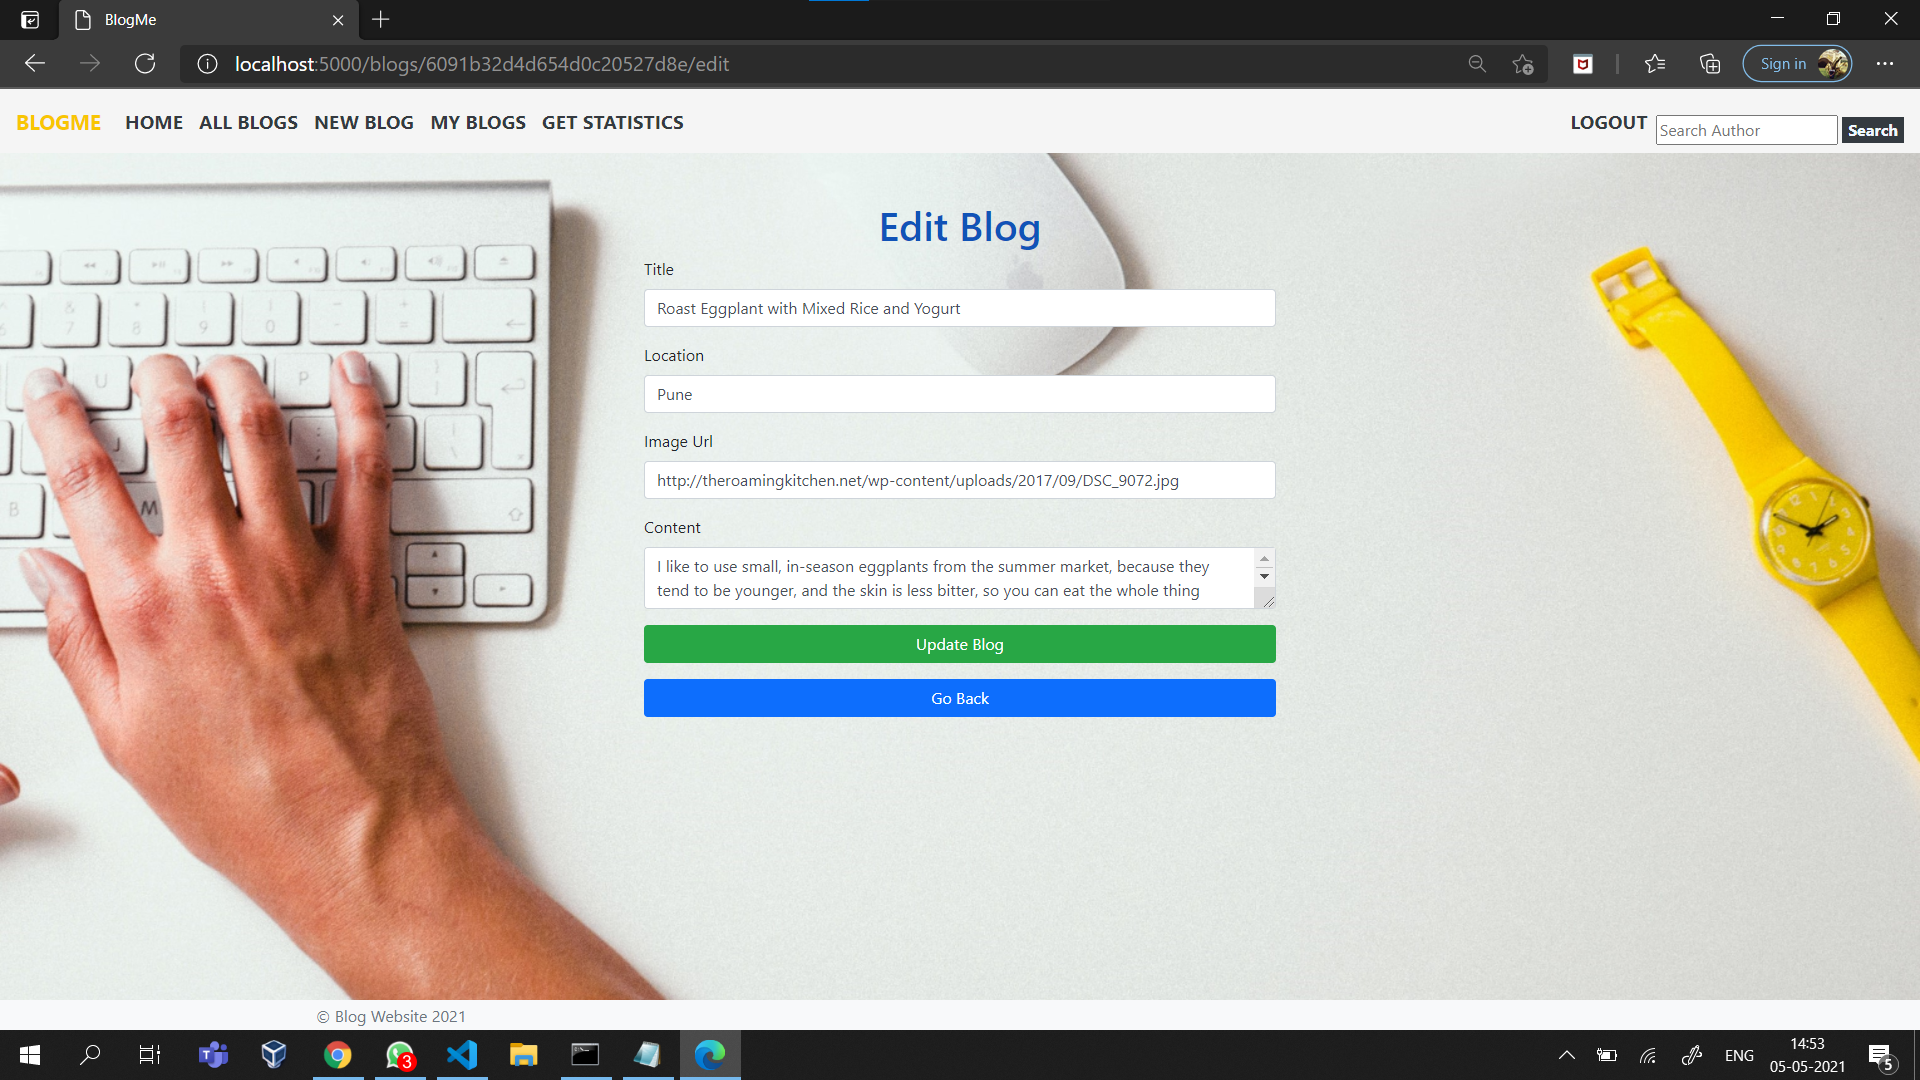 BlogMe
localhost:5000/blogs/6091b32d4d654d0c20527d8e/edit
Sign in
BLOGME HOME ALL BLOGS NEW BLOG MY BLOGS GET STATISTICS LOGOUT Search Author Search
Edit Blog
Title
Roast Eggplant with Mixed Rice and Yogurt
Location
Pune
Image Url
http://theroamingkitchen.net/wp-content/uploads/2017/09/DSC_9072.jpg
Content
I like to use small, in-season eggplants from the summer market, because they
tend to be younger, and the skin is less bitter, so you can eat the whole thing
Update Blog
Go Back
© Blog Website 2021
3
ENG
14:53
05-05-2021
5